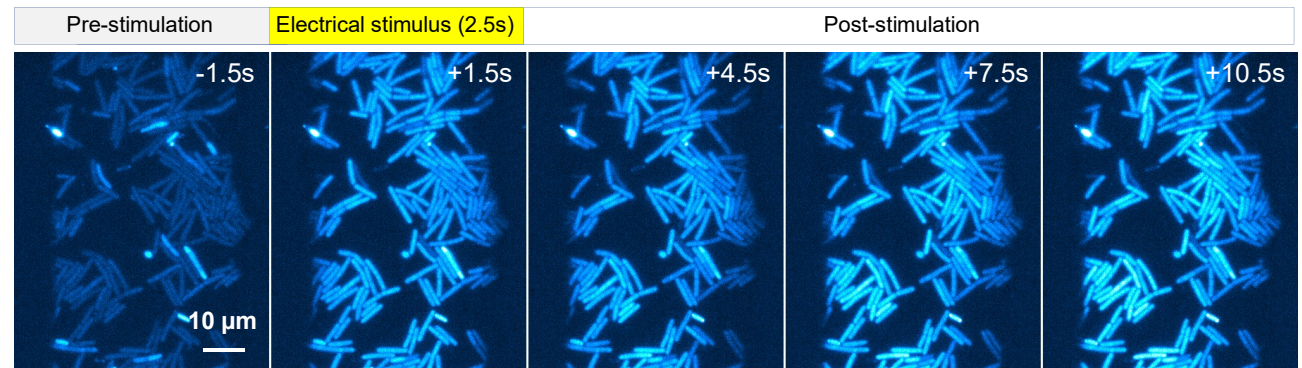 Pre-stimulation
Electrical stimulus (2.5s)
Post-stimulation
-1.5s
+1.5s
+4.5s
+7.5s
+10.5s
10 µm